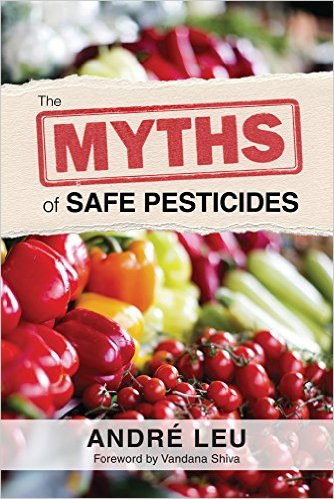 The
MYTHS
of SAFE PESTICIDES
ANDRÉ LEU
Foreword by Vandana Shiva